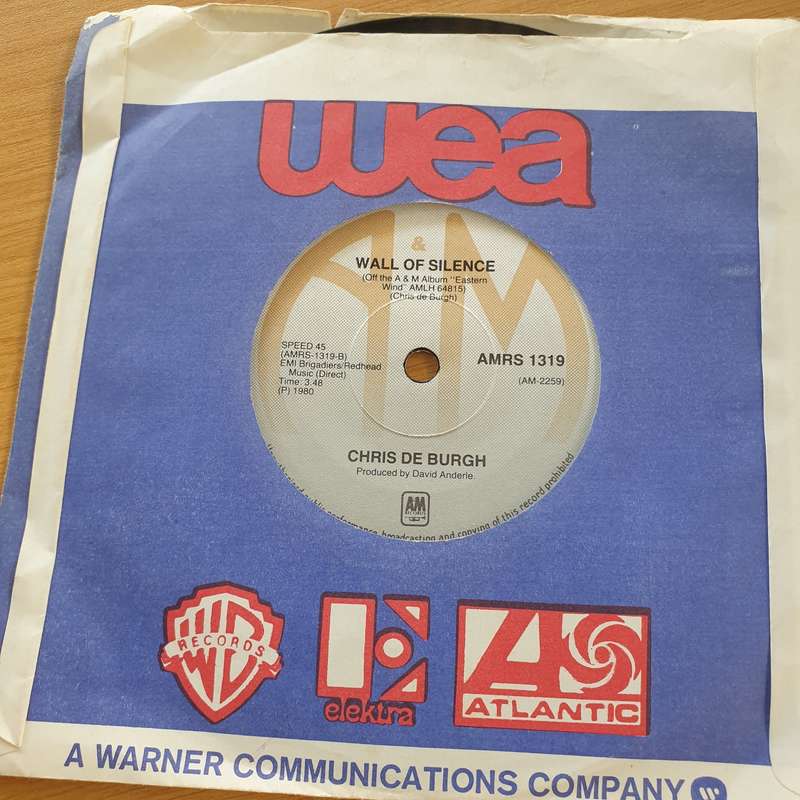 wea
&
A M
WALL OF SILENCE
(Off the A & M Album "Eastern
Wind" AMLH 64815)
(Chris de Burgh)
SPEED 45
(AMRS-1319-B)
EMI Brigadiers/Redhead
Music (Direct)
Time: 3.48
(P) 1980
AMRS 1319
(AM-2259)
CHRIS DE BURGH
Produced by David Anderle
AM
RECORDS
performance, broadcasting and copying of this record prohibited
WB
RECORDS
E
elektra
A
ATLANTIC
A WARNER COMMUNICATIONS COMPANY